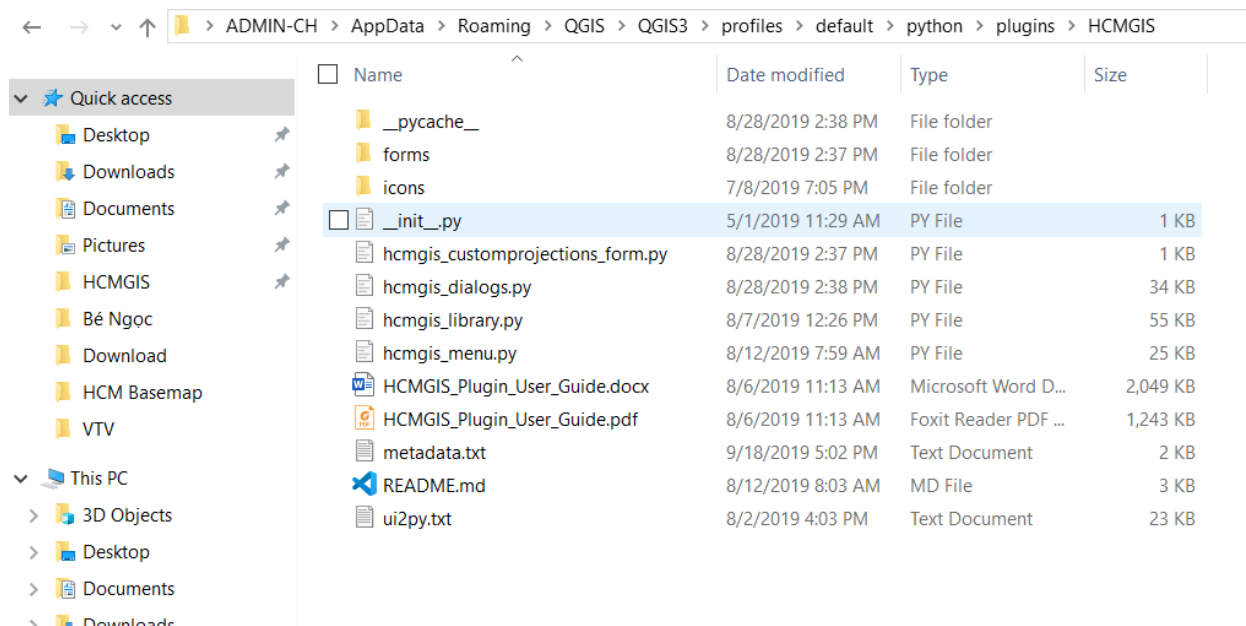 ADMIN-CH > AppData > Roaming > QGIS > QGIS3 > profiles > default > python > plugins > HCMGIS
Name Date modified Type Size
Quick access
Desktop
Downloads
Documents
Pictures
HCMGIS
Bé Ngọc
Download
HCM Basemap
VTV
This PC
3D Objects
Desktop
Documents
Downloads
__pycache__ 8/28/2019 2:38 PM File folder
forms 8/28/2019 2:37 PM File folder
icons 7/8/2019 7:05 PM File folder
__init__.py 5/1/2019 11:29 AM PY File 1 KB
hcmgis_customprojections_form.py 8/28/2019 2:37 PM PY File 1 KB
hcmgis_dialogs.py 8/28/2019 2:38 PM PY File 34 KB
hcmgis_library.py 8/7/2019 12:26 PM PY File 55 KB
hcmgis_menu.py 8/12/2019 7:59 AM PY File 25 KB
HCMGIS_Plugin_User_Guide.docx 8/6/2019 11:13 AM Microsoft Word D... 2,049 KB
HCMGIS_Plugin_User_Guide.pdf 8/6/2019 11:13 AM Foxit Reader PDF ... 1,243 KB
metadata.txt 9/18/2019 5:02 PM Text Document 2 KB
README.md 8/12/2019 8:03 AM MD File 3 KB
ui2py.txt 8/2/2019 4:03 PM Text Document 23 KB